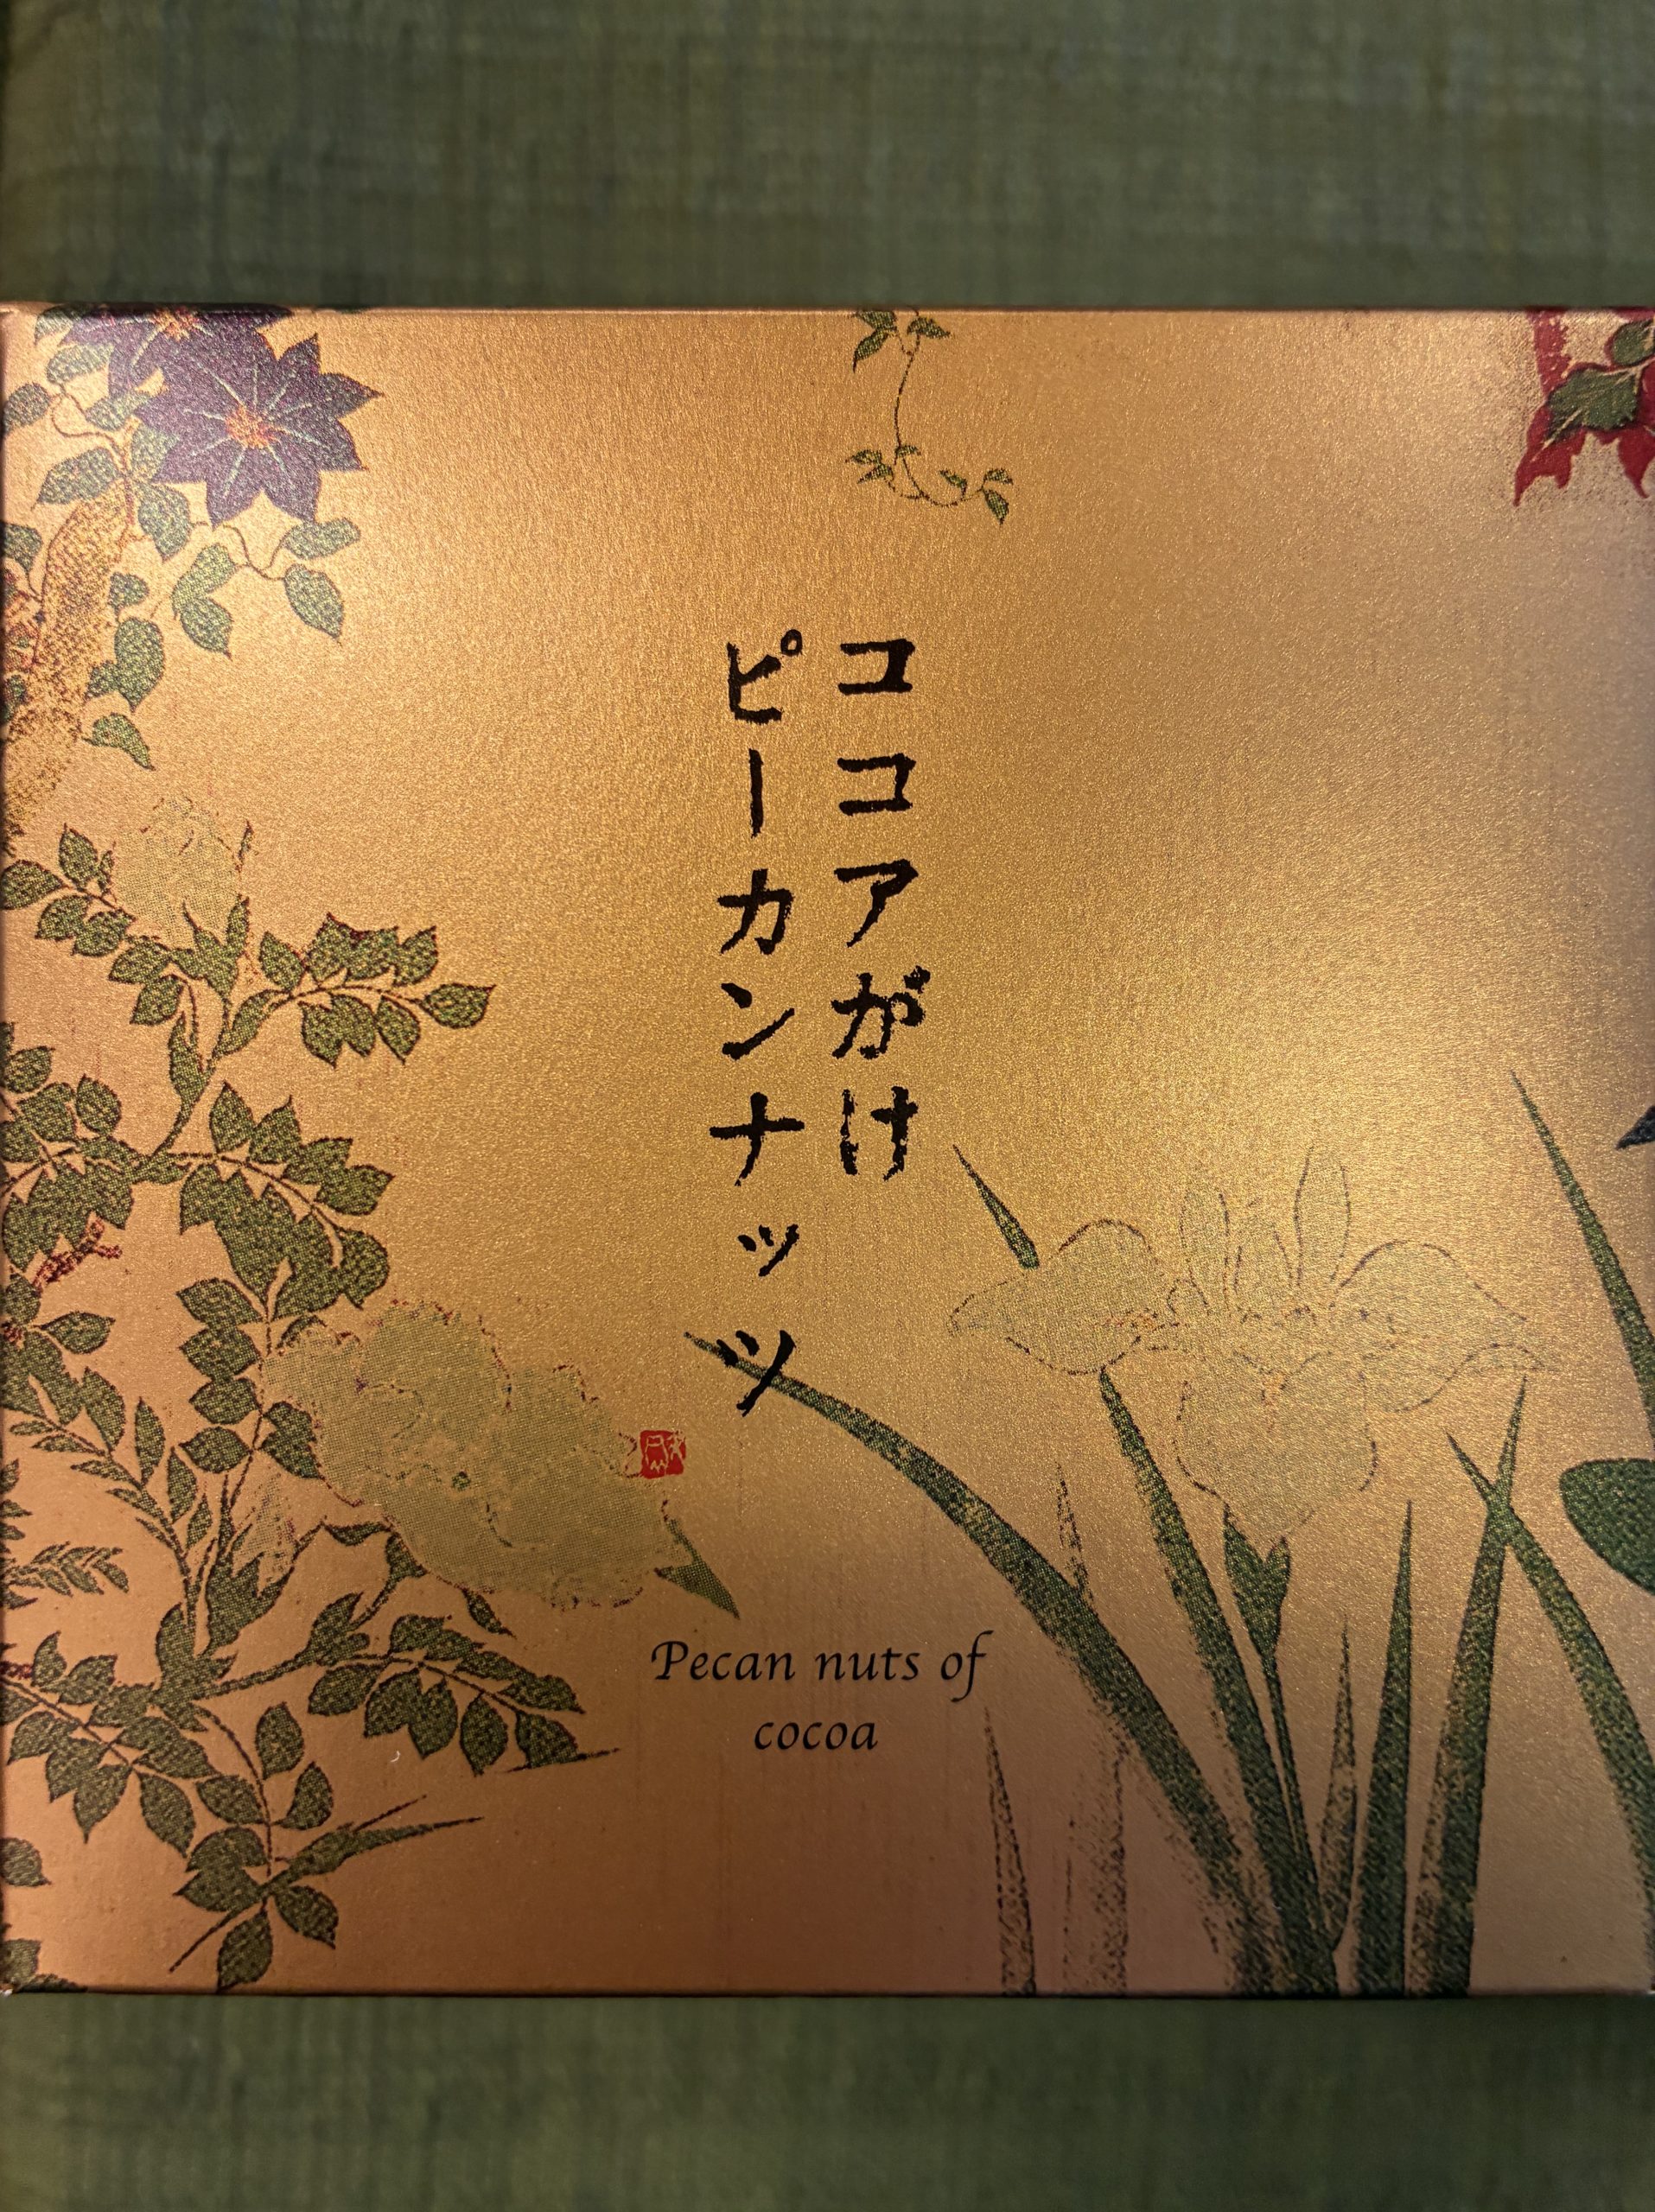 ココアがけ
ピーカンナッツ
Pecan nuts of
cocoa